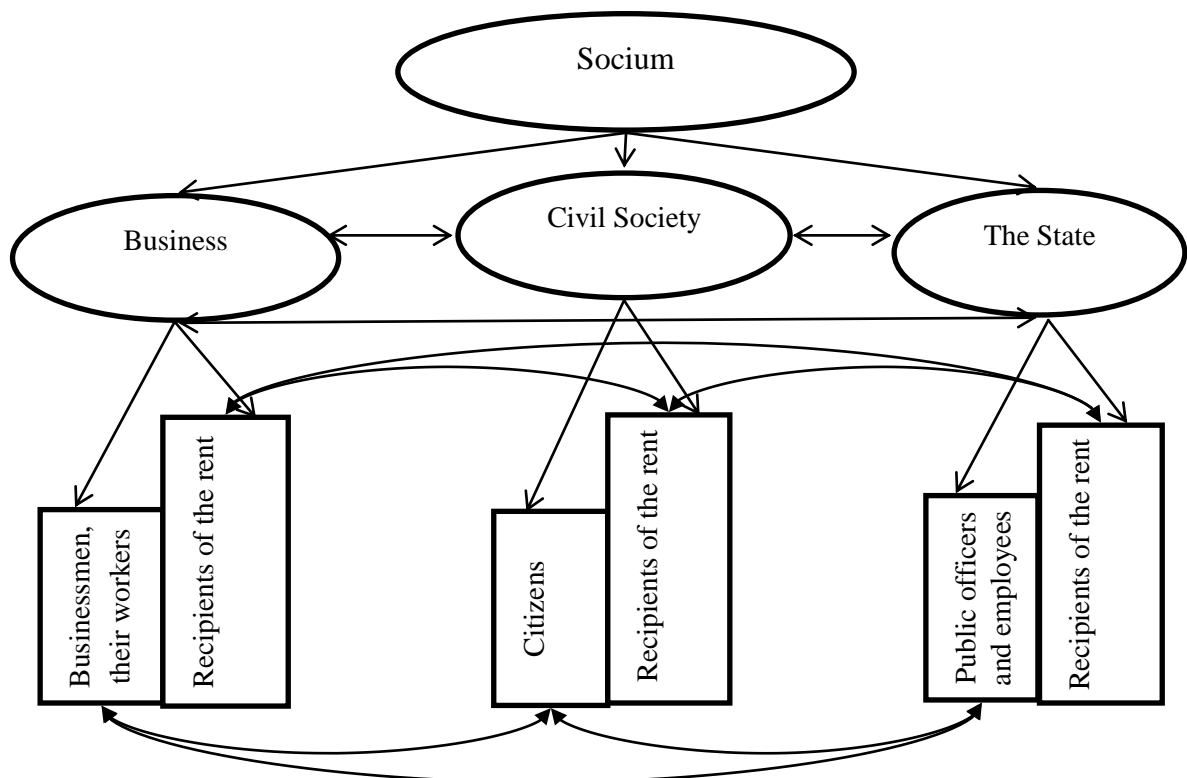 Socium
Business
Civil Society
The State
Businessmen,
their workers
Recipients of the rent
Citizens
Recipients of the rent
Public officers
and employees
Recipients of the rent